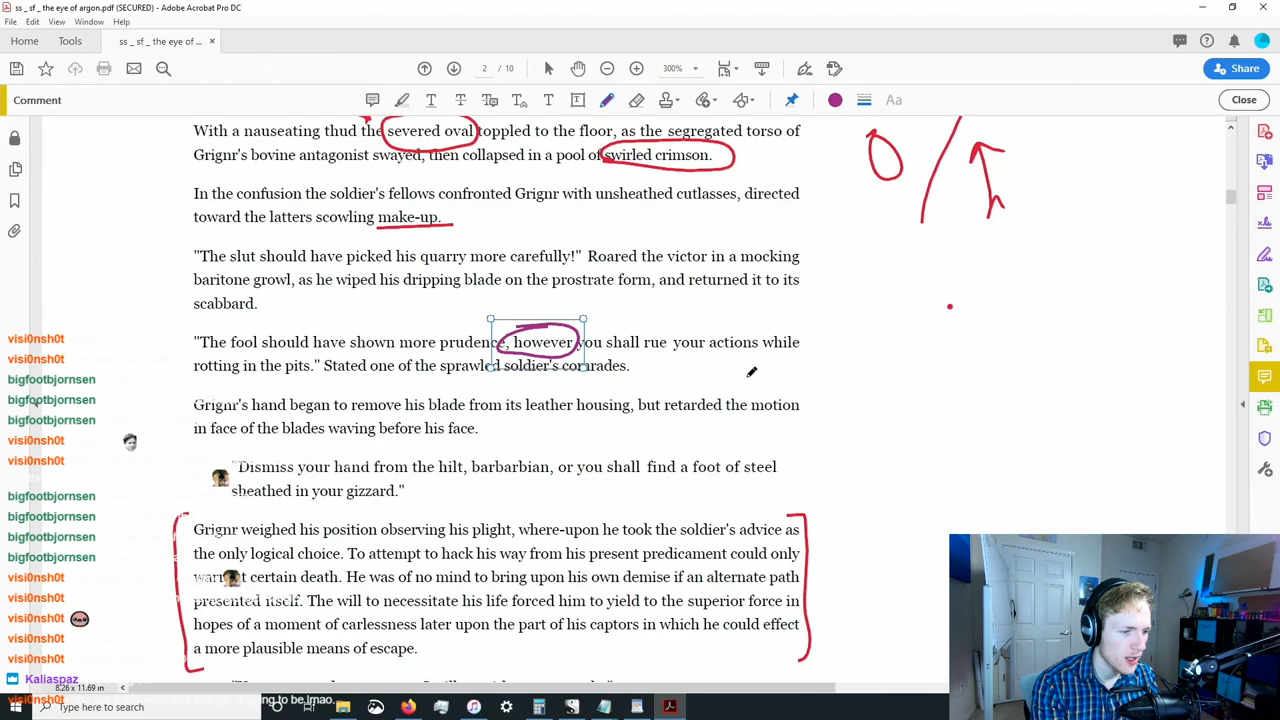 ss _ sf _ the eye of argon.pdf (SECURED) - Adobe Acrobat Pro DC
File Edit View Window Help
Home Tools ss _ sf _ the eye of ar... ×
2 / 10 300% Share
Comment Close
With a nauseating thud the severed oval toppled to the floor, as the segregated torso of
Grignr's bovine antagonist swayed, then collapsed in a pool of swirled crimson.
In the confusion the soldier's fellows confronted Grignr with unsheathed cutlasses, directed
toward the latters scowling make-up.
"The slut should have picked his quarry more carefully!" Roared the victor in a mocking
baritone growl, as he wiped his dripping blade on the prostrate form, and returned it to its
scabbard.
"The fool should have shown more prudence, however you shall rue your actions while
rotting in the pits." Stated one of the sprawled soldier's comrades.
Grignr's hand began to remove his blade from its leather housing, but retarded the motion
in face of the blades waving before his face.
"Dismiss your hand from the hilt, barbarbian, or you shall find a foot of steel
sheathed in your gizzard."
Grignr weighed his position observing his plight, where-upon he took the soldier's advice as
the only logical choice. To attempt to hack his way from his present predicament could only
warrant certain death. He was of no mind to bring upon his own demise if an alternate path
presented itself. The will to necessitate his life forced him to yield to the superior force in
hopes of a moment of carlessness later upon the part of his captors in which he could effect
a more plausible means of escape.
visi0nsh0t
visi0nsh0t
bigfootbjornsen
bigfootbjornsen
bigfootbjornsen
visi0nsh0t
visi0nsh0t
bigfootbjornsen
bigfootbjornsen
bigfootbjornsen
bigfootbjornsen
visi0nsh0t
visi0nsh0t
visi0nsh0t
visi0nsh0t
visi0nsh0t
Kaliaspaz
visi0nsh0t going to be lmao.
8.26 x 11.69 in
Type here to search